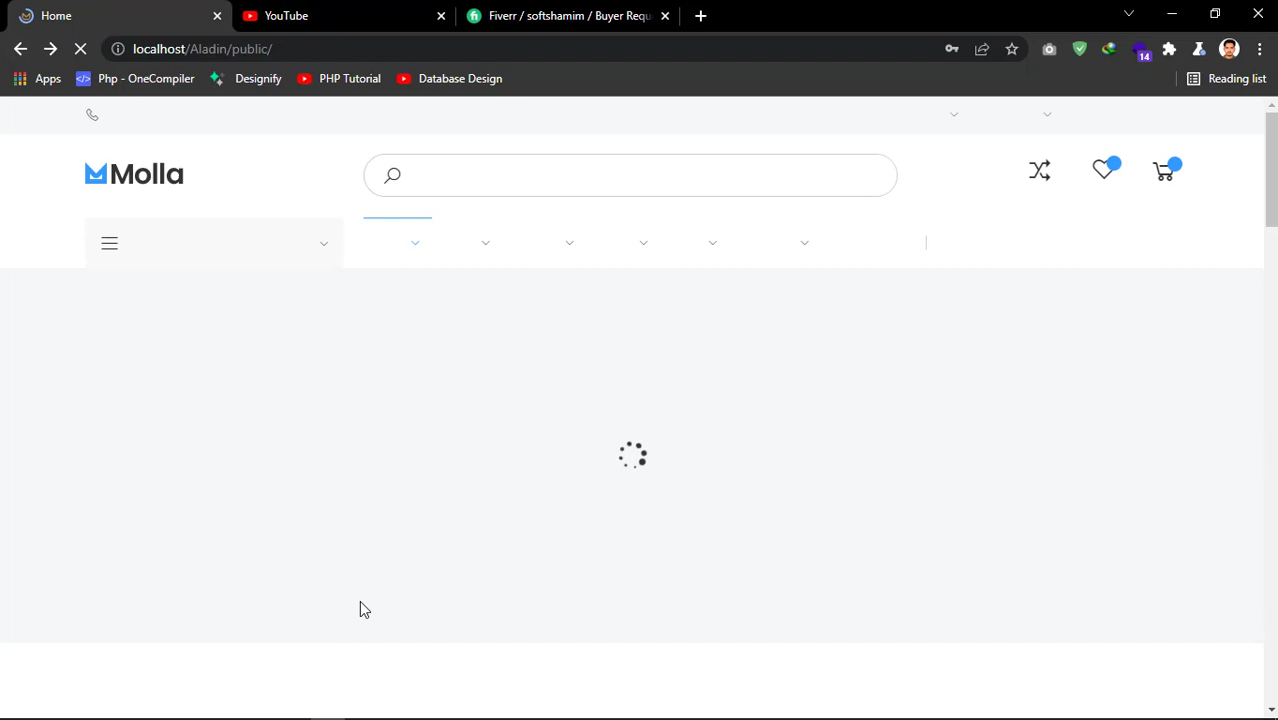 Home
YouTube
Fiverr / softshamim / Buyer Requ
localhost/Aladin/public/
14
Apps
Php - OneCompiler
Designify
PHP Tutorial
Database Design
Reading list
Molla